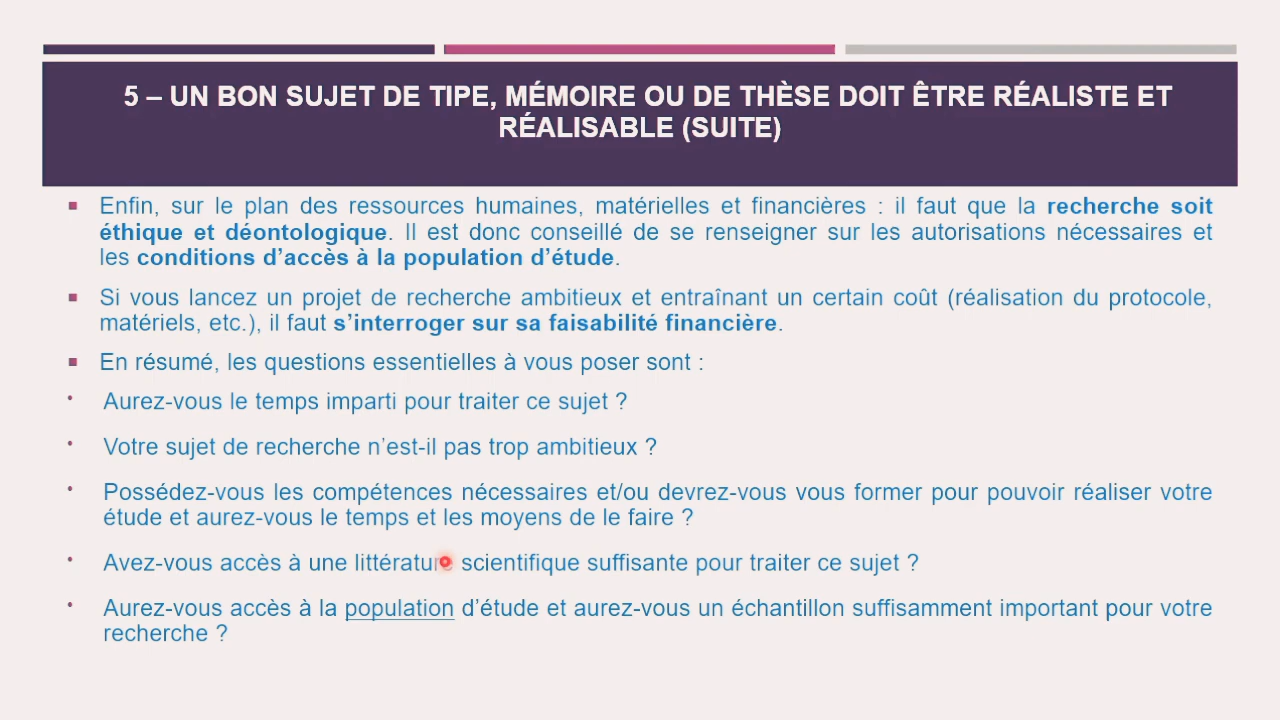 5 – UN BON SUJET DE TIPE, MÉMOIRE OU DE THÈSE DOIT ÊTRE RÉALISTE ET
RÉALISABLE (SUITE)
▪ Enfin, sur le plan des ressources humaines, matérielles et financières : il faut que la recherche soit
éthique et déontologique. Il est donc conseillé de se renseigner sur les autorisations nécessaires et
les conditions d’accès à la population d’étude.
▪ Si vous lancez un projet de recherche ambitieux et entraînant un certain coût (réalisation du protocole,
matériels, etc.), il faut s’interroger sur sa faisabilité financière.
▪ En résumé, les questions essentielles à vous poser sont :
• Aurez-vous le temps imparti pour traiter ce sujet ?
• Votre sujet de recherche n’est-il pas trop ambitieux ?
• Possédez-vous les compétences nécessaires et/ou devrez-vous vous former pour pouvoir réaliser votre
étude et aurez-vous le temps et les moyens de le faire ?
• Avez-vous accès à une littérature scientifique suffisante pour traiter ce sujet ?
• Aurez-vous accès à la population d’étude et aurez-vous un échantillon suffisamment important pour votre
recherche ?